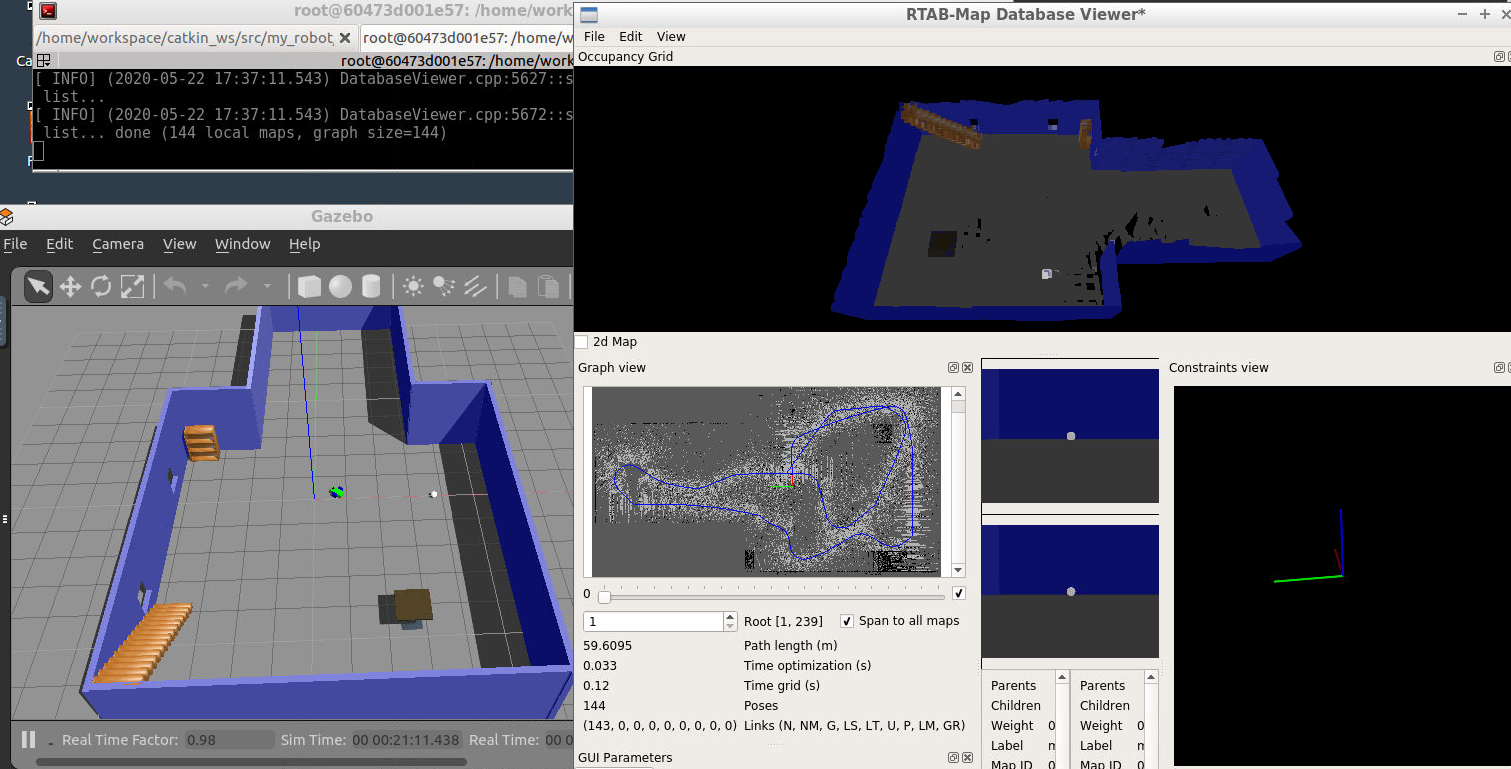 root@60473d001e57: /home/work
/home/workspace/catkin_ws/src/my_robot
root@60473d001e57: /home/w
root@60473d001e57: /home/work
[ INFO] (2020-05-22 17:37:11.543) DatabaseViewer.cpp:5627::s
list...
[ INFO] (2020-05-22 17:37:11.543) DatabaseViewer.cpp:5672::s
list... done (144 local maps, graph size=144)
Gazebo
File Edit Camera View Window Help
Real Time Factor: 0.98 Sim Time: 00 00:21:11.438 Real Time: 00 0
RTAB-Map Database Viewer*
File Edit View
Occupancy Grid
2d Map
Graph view
0
1 Root [1, 239] Span to all maps
59.6095 Path length (m)
0.033 Time optimization (s)
0.12 Time grid (s)
144 Poses
(143, 0, 0, 0, 0, 0, 0, 0, 0) Links (N, NM, G, LS, LT, U, P, LM, GR)
GUI Parameters
Parents
Children
Weight 0
Label
Map ID 0
Parents
Children
Weight 0
Label
Map ID 0
Constraints view